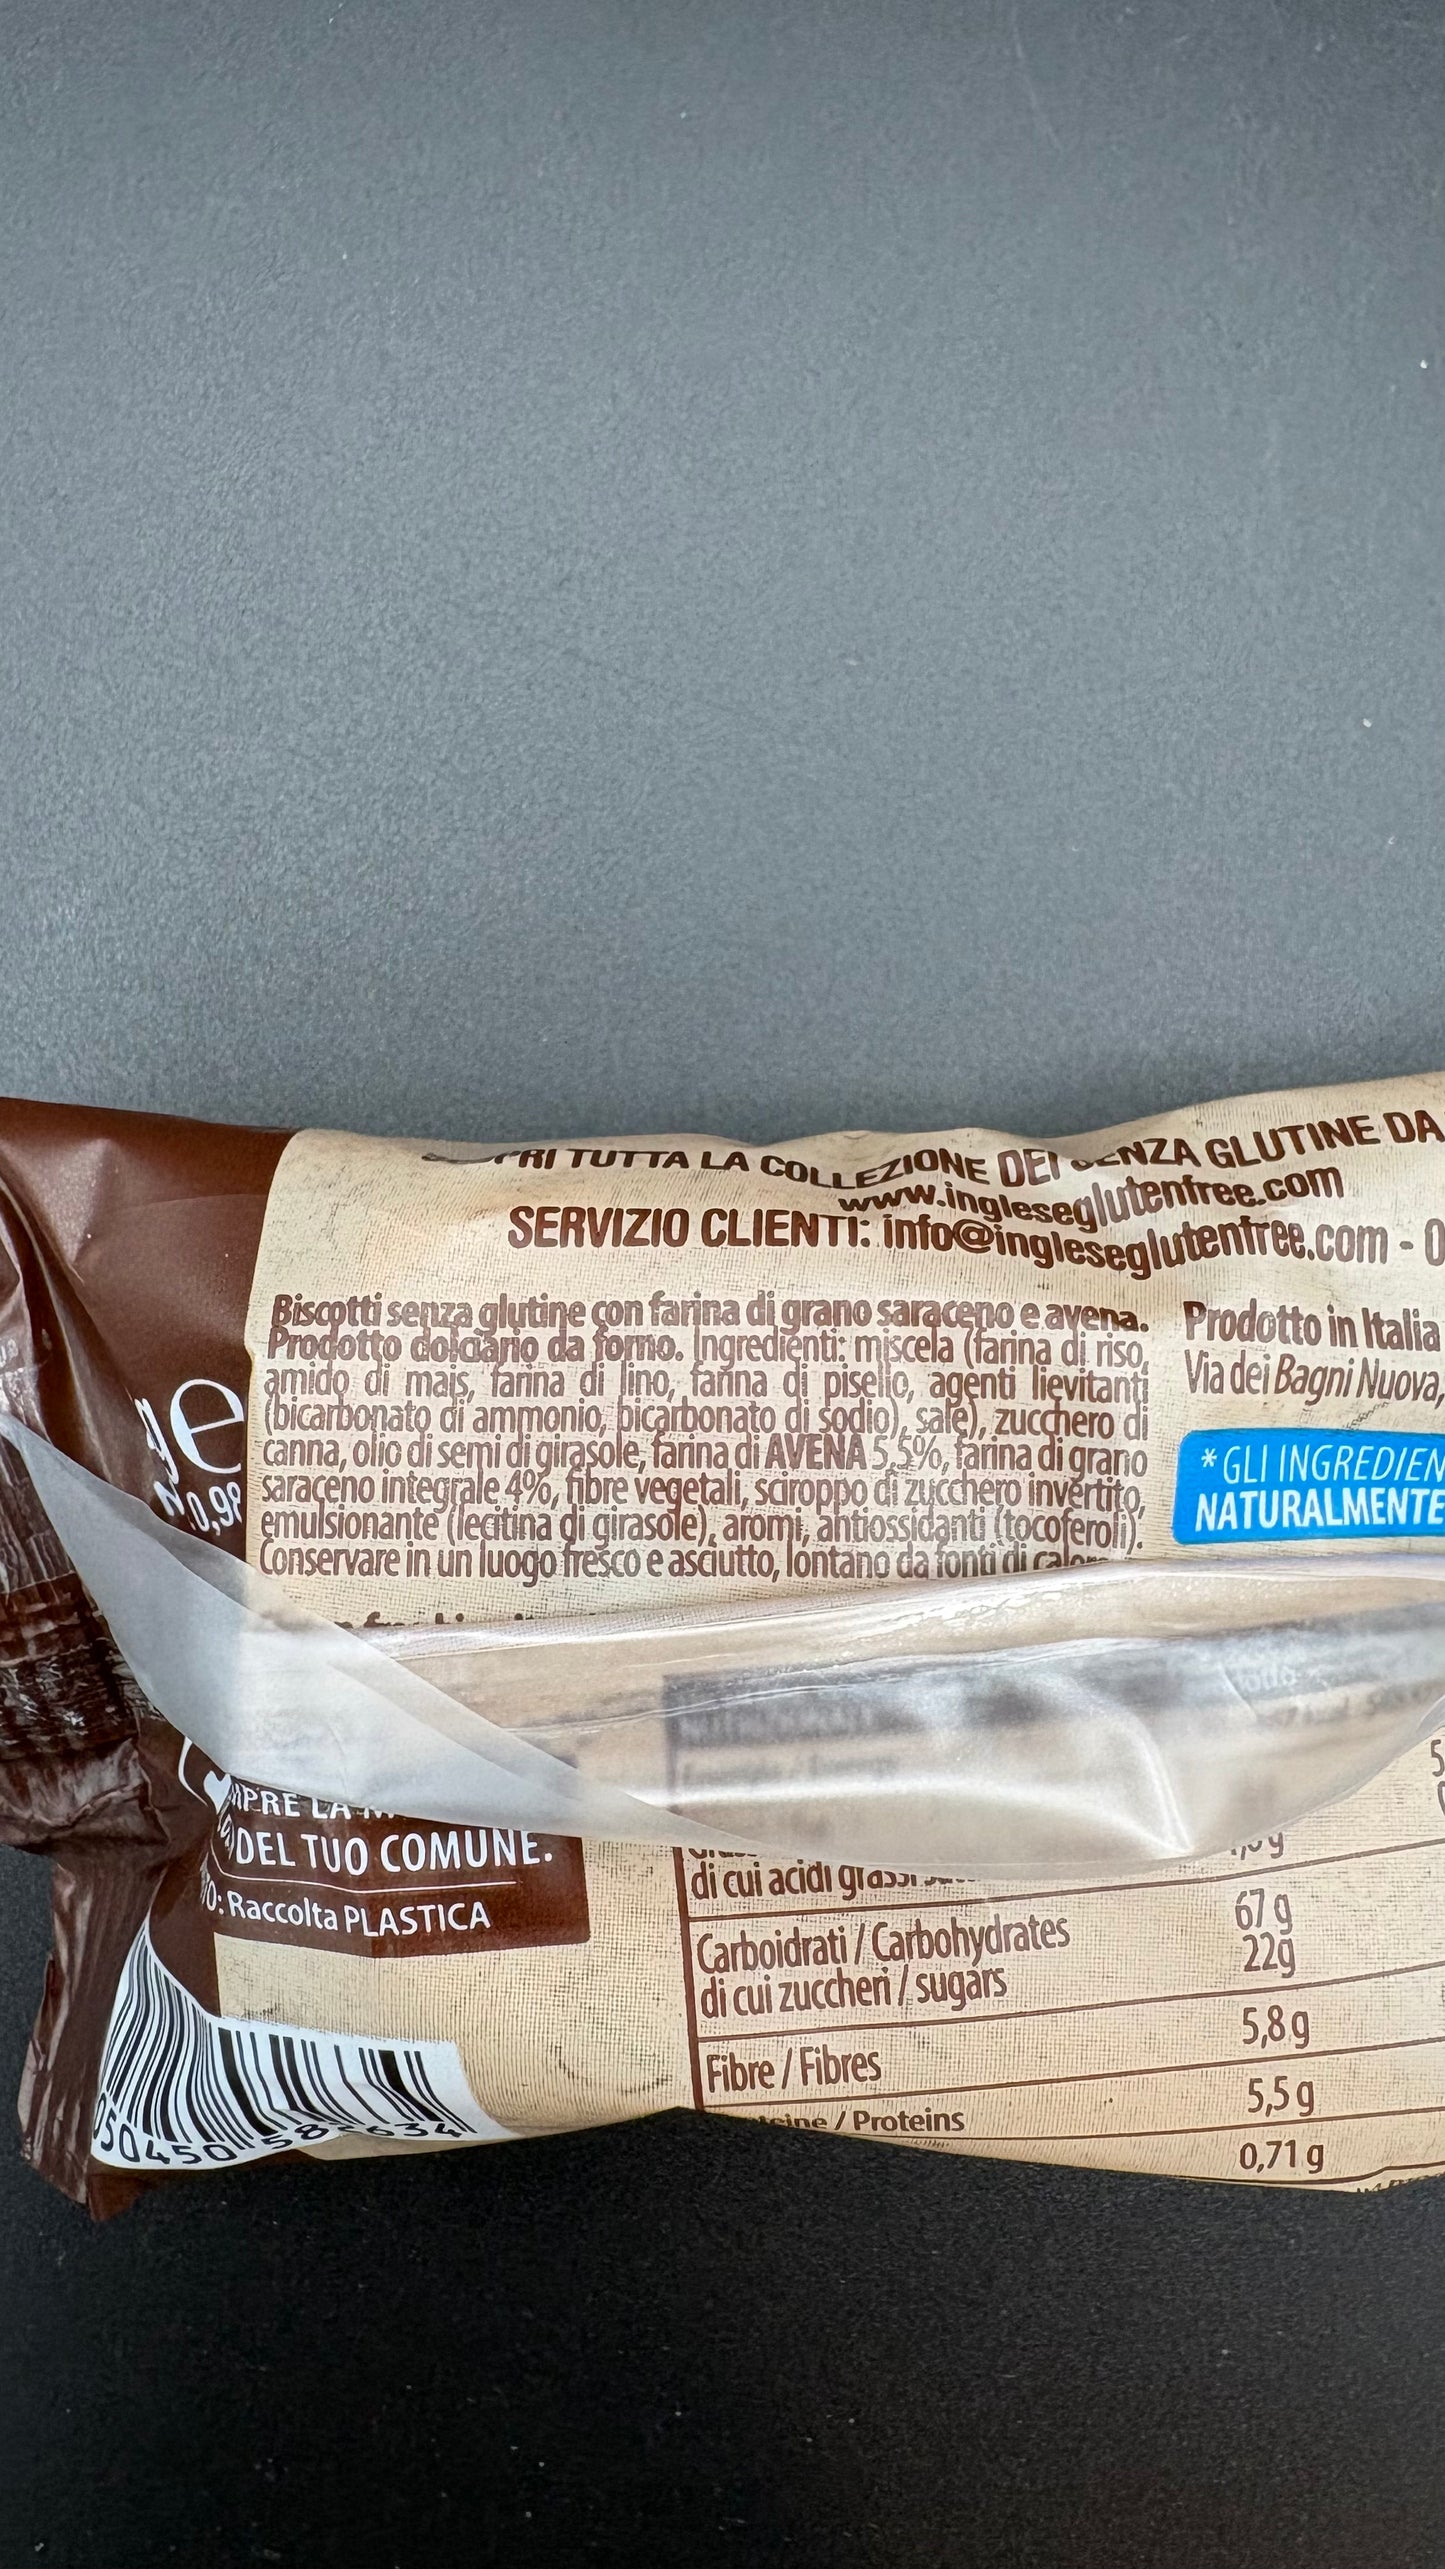 TUTTA LA COLLEZIONE DEI SENZA GLUTINE DA
www.ingleseglutenfree.com
SERVIZIO CLIENTI: info@ingleseglutenfree.com - 0
Biscotti senza glutine con farina di grano saraceno e avena.
Prodotto dolciario da forno. Ingredienti: miscela (farina di riso,
amido di mais, farina di lino, farina di pisello, agenti lievitanti
(bicarbonato di ammonio, bicarbonato di sodio), sale), zucchero di
canna, olio di semi di girasole, farina di AVENA 5,5%, farina di grano
saraceno integrale 4%, fibre vegetali, sciroppo di zucchero invertito,
emulsionante (lecitina di girasole), aromi, antiossidanti (tocoferoli).
Conservare in un luogo fresco e asciutto, lontano da fonti di calore
Prodotto in Italia
Via dei Bagni Nuova,
* GLI INGREDIEN
NATURALMENTE
LA
DEL TUO COMUNE.
Raccolta PLASTICA
di cui acidi grassi
Carboidrati / Carbohydrates 67 g
di cui zuccheri / sugars 22g
Fibre / Fibres 5,8 g
/ Proteins 5,5 g
0,71 g